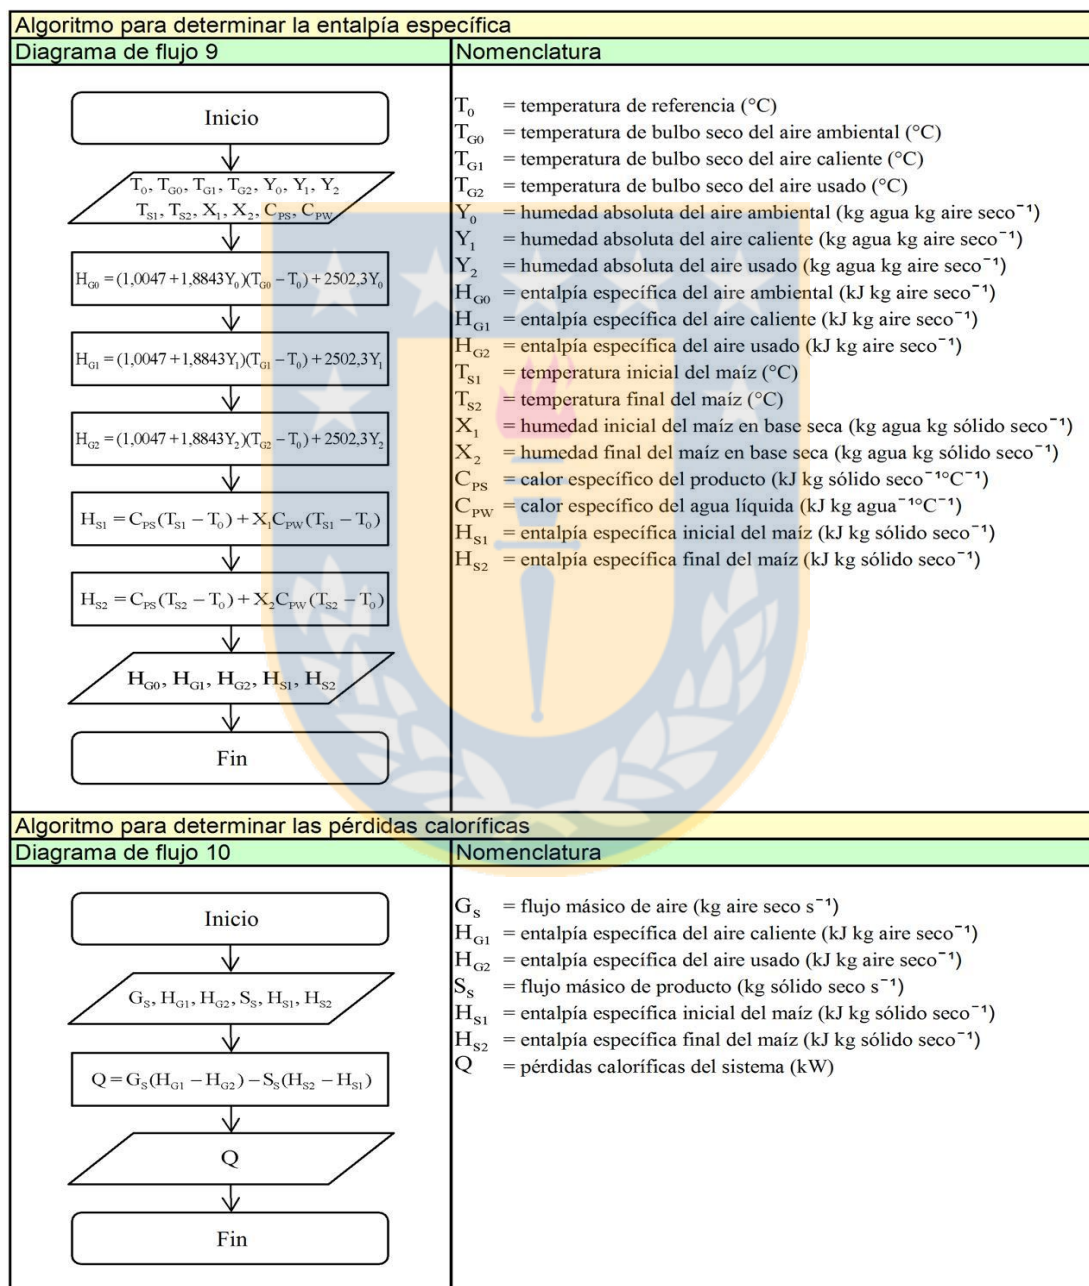 Algoritmo para determinar la entalpía específica
Diagrama de flujo 9
Nomenclatura
Inicio
T₀, T_G0, T_G1, T_G2, Y₀, Y₁, Y₂
T_S1, T_S2, X₁, X₂, C_PS, C_PW
H_G0 = (1,0047 + 1,8843Y₀)(T_G0 − T₀) + 2502,3Y₀
H_G1 = (1,0047 + 1,8843Y₁)(T_G1 − T₀) + 2502,3Y₁
H_G2 = (1,0047 + 1,8843Y₂)(T_G2 − T₀) + 2502,3Y₂
H_S1 = C_PS(T_S1 − T₀) + X₁C_PW(T_S1 − T₀)
H_S2 = C_PS(T_S2 − T₀) + X₂C_PW(T_S2 − T₀)
H_G0, H_G1, H_G2, H_S1, H_S2
Fin
T₀ = temperatura de referencia (°C)
T_G0 = temperatura de bulbo seco del aire ambiental (°C)
T_G1 = temperatura de bulbo seco del aire caliente (°C)
T_G2 = temperatura de bulbo seco del aire usado (°C)
Y₀ = humedad absoluta del aire ambiental (kg agua kg aire seco⁻¹)
Y₁ = humedad absoluta del aire caliente (kg agua kg aire seco⁻¹)
Y₂ = humedad absoluta del aire usado (kg agua kg aire seco⁻¹)
H_G0 = entalpía específica del aire ambiental (kJ kg aire seco⁻¹)
H_G1 = entalpía específica del aire caliente (kJ kg aire seco⁻¹)
H_G2 = entalpía específica del aire usado (kJ kg aire seco⁻¹)
T_S1 = temperatura inicial del maíz (°C)
T_S2 = temperatura final del maíz (°C)
X₁ = humedad inicial del maíz en base seca (kg agua kg sólido seco⁻¹)
X₂ = humedad final del maíz en base seca (kg agua kg sólido seco⁻¹)
C_PS = calor específico del producto (kJ kg sólido seco⁻¹°C⁻¹)
C_PW = calor específico del agua líquida (kJ kg agua⁻¹°C⁻¹)
H_S1 = entalpía específica inicial del maíz (kJ kg sólido seco⁻¹)
H_S2 = entalpía específica final del maíz (kJ kg sólido seco⁻¹)
Algoritmo para determinar las pérdidas caloríficas
Diagrama de flujo 10
Nomenclatura
Inicio
G_S, H_G1, H_G2, S_S, H_S1, H_S2
Q = G_S(H_G1 − H_G2) − S_S(H_S2 − H_S1)
Q
Fin
G_S = flujo másico de aire (kg aire seco s⁻¹)
H_G1 = entalpía específica del aire caliente (kJ kg aire seco⁻¹)
H_G2 = entalpía específica del aire usado (kJ kg aire seco⁻¹)
S_S = flujo másico de producto (kg sólido seco s⁻¹)
H_S1 = entalpía específica inicial del maíz (kJ kg sólido seco⁻¹)
H_S2 = entalpía específica final del maíz (kJ kg sólido seco⁻¹)
Q = pérdidas caloríficas del sistema (kW)